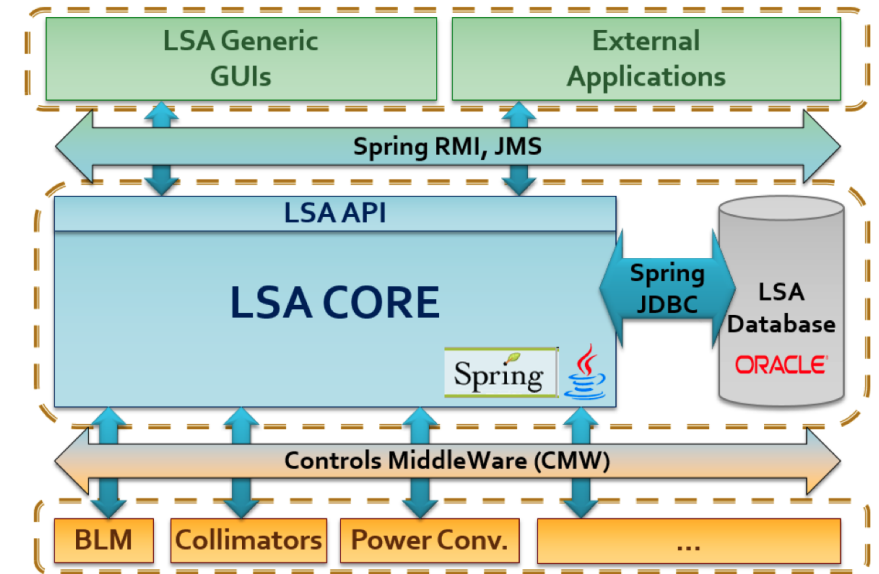 LSA Generic
GUIs
External
Applications
Spring RMI, JMS
LSA API
LSA CORE
Spring
Spring
JDBC
LSA
Database
ORACLE
Java
Controls MiddleWare (CMW)
BLM
Collimators
Power Conv.
...